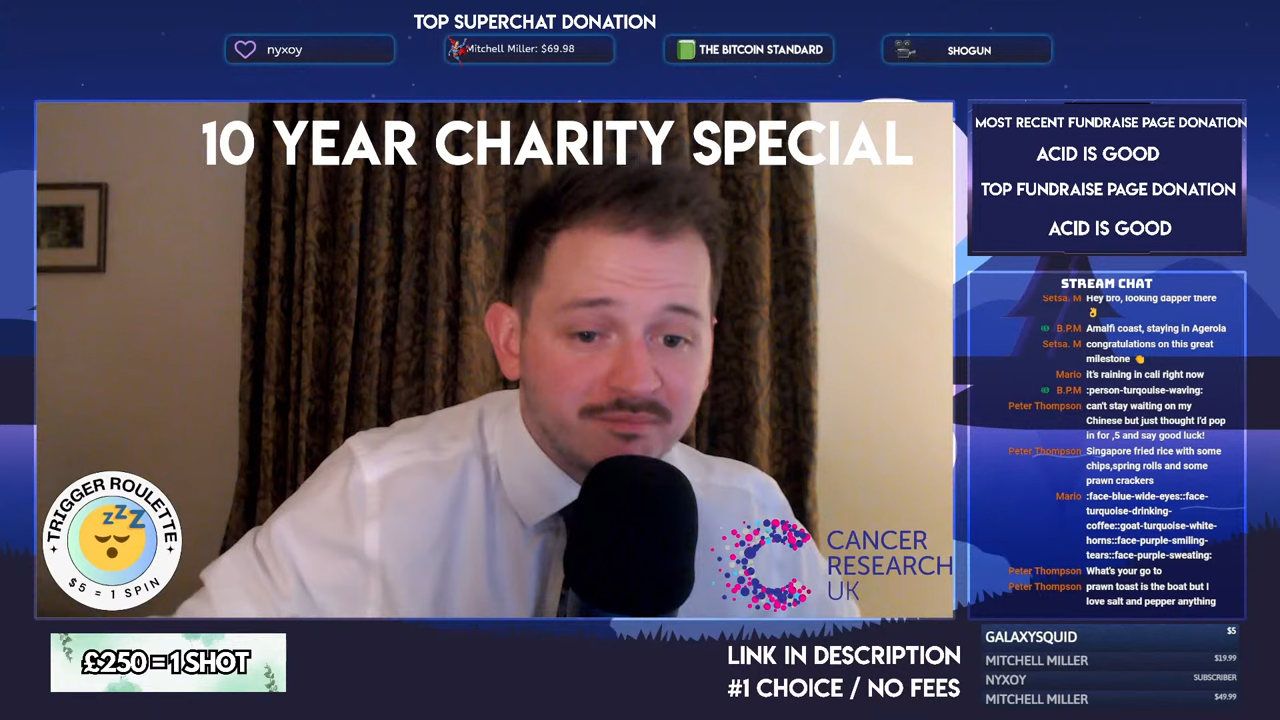 TOP SUPERCHAT DONATION
nyxoy
Mitchell Miller: $69.98
THE BITCOIN STANDARD
SHOGUN
10 YEAR CHARITY SPECIAL
MOST RECENT FUNDRAISE PAGE DONATION
ACID IS GOOD
TOP FUNDRAISE PAGE DONATION
ACID IS GOOD
STREAM CHAT
Setsa. M Hey bro, looking dapper there
👌
B.P.M Amalfi coast, staying in Agerola
Setsa. M congratulations on this great
milestone 👏
Mario it's raining in cali right now
B.P.M :person-turqouise-waving:
Peter Thompson can't stay waiting on my
Chinese but just thought I'd pop
in for ,5 and say good luck!
Peter Thompson Singapore fried rice with some
chips,spring rolls and some
prawn crackers
Mario :face-blue-wide-eyes::face-
turquoise-drinking-
coffee::goat-turquoise-white-
horns::face-purple-smiling-
tears::face-purple-sweating:
Peter Thompson What's your go to
Peter Thompson prawn toast is the boat but I
love salt and pepper anything
TRIGGER ROULETTE
ZZZ
$5 = 1 SPIN
CANCER
RESEARCH
UK
£250 = 1 SHOT
LINK IN DESCRIPTION
#1 CHOICE / NO FEES
GALAXYSQUID $5
MITCHELL MILLER $19.99
NYXOY SUBSCRIBER
MITCHELL MILLER $49.99